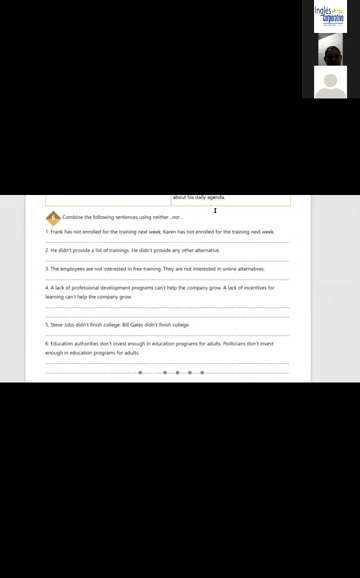 Inglés
corporativo
about his daily agenda.
Combine the following sentences using neither...nor...
1. Frank has not enrolled for the training next week. Karen has not enrolled for the training next week.
2. He didn't provide a list of trainings. He didn't provide any other alternative.
3. The employees are not interested in free training. They are not interested in online alternatives.
4. A lack of professional development programs can't help the company grow. A lack of incentives for
learning can't help the company grow.
5. Steve Jobs didn't finish college. Bill Gates didn't finish college.
6. Education authorities don't invest enough in education programs for adults. Politicians don't invest
enough in education programs for adults.